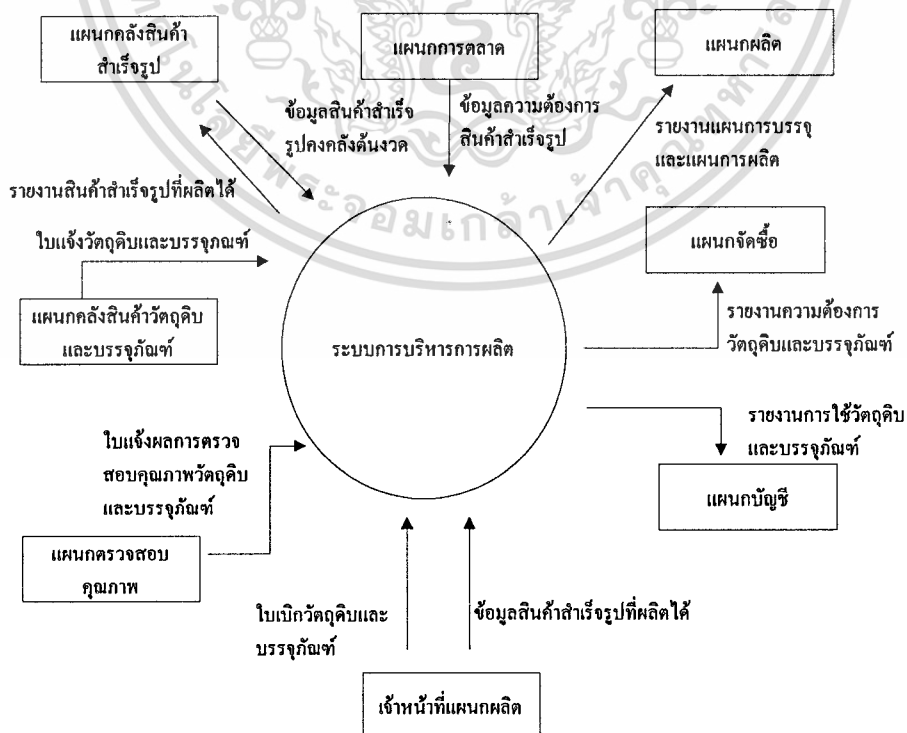 แผนกคลังสินค้า
สำเร็จรูป
แผนกการตลาด
แผนกผลิต
ข้อมูลสินค้าสำเร็จ
รูปคงคลังต้นงวด
ข้อมูลความต้องการ
สินค้าสำเร็จรูป
รายงานแผนการบรรจุ
และแผนการผลิต
รายงานสินค้าสำเร็จรูปที่ผลิตได้
พระจอมเกล้าเจ้าคุณทหาร
ใบแจ้งวัตถุดิบและบรรจุภณฑ์
แผนกจัดซื้อ
แผนกคลังสินค้าวัตถุดิบ
และบรรจุภัณฑ์
ระบบการบริหารการผลิต
รายงานความต้องการ
วัตถุดิบและบรรจุภัณฑ์
ใบแจ้งผลการตรวจ
สอบคุณภาพวัตถุดิบ
และบรรจุภัณฑ์
รายงานการใช้วัตถุดิบ
และบรรจุภัณฑ์
แผนกบัญชี
แผนกตรวจสอบ
คุณภาพ
ใบเบิกวัตถุดิบและ
บรรจุภัณฑ์
ข้อมูลสินค้าสำเร็จรูปที่ผลิตได้
เจ้าหน้าที่แผนกผลิต